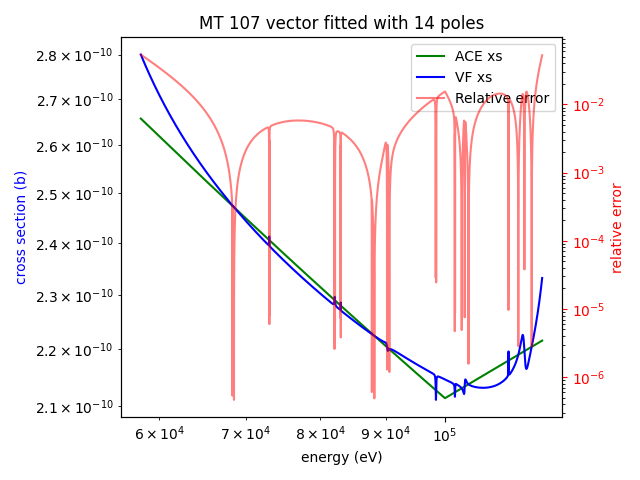 MT 107 vector fitted with 14 poles
ACE xs
VF xs
Relative error
2.8 × 10⁻¹⁰
2.7 × 10⁻¹⁰
2.6 × 10⁻¹⁰
2.5 × 10⁻¹⁰
2.4 × 10⁻¹⁰
2.3 × 10⁻¹⁰
2.2 × 10⁻¹⁰
2.1 × 10⁻¹⁰
cross section (b)
10⁻²
10⁻³
10⁻⁴
10⁻⁵
10⁻⁶
relative error
6 × 10⁴ 7 × 10⁴ 8 × 10⁴ 9 × 10⁴ 10⁵
energy (eV)